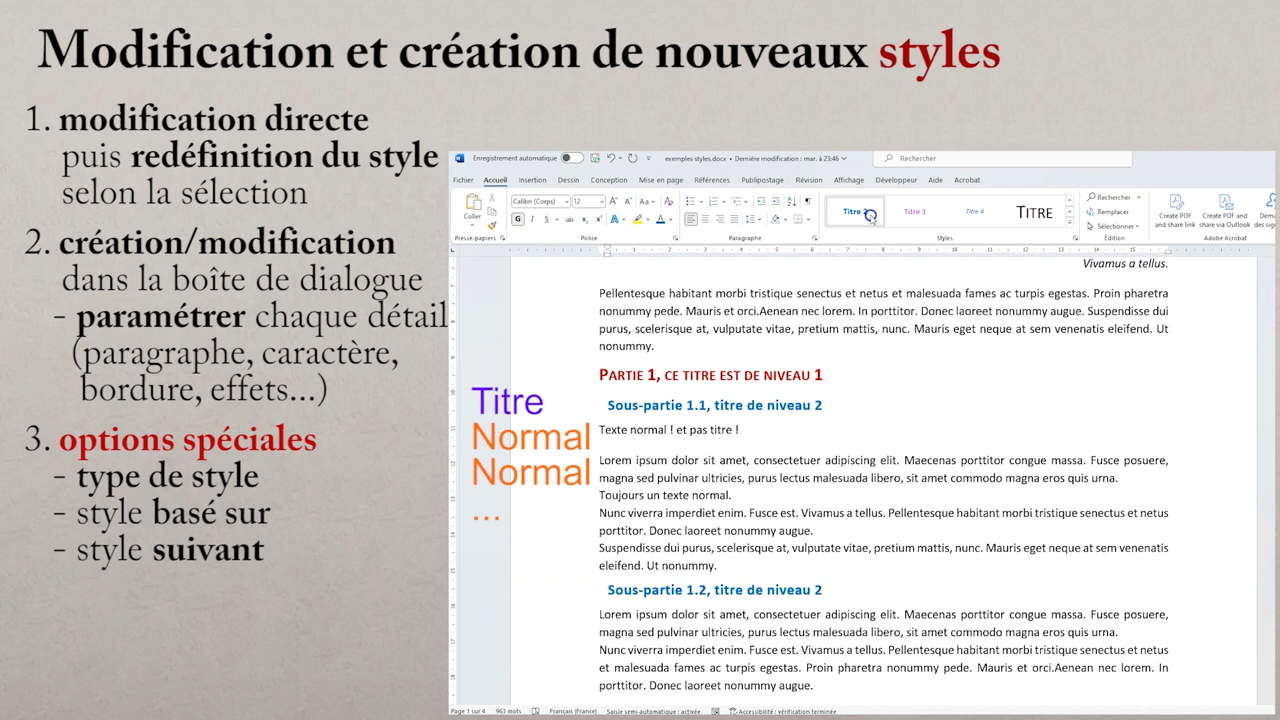 Modification et création de nouveaux styles
1. modification directe
puis redéfinition du style
selon la sélection
2. création/modification
dans la boîte de dialogue
- paramétrer chaque détail
(paragraphe, caractère,
bordure, effets...)
3. options spéciales
- type de style
- style basé sur
- style suivant
Enregistrement automatique
exemples styles.docx • Dernière modification : mar. à 23:46
Rechercher
Fichier Accueil Insertion Dessin Conception Mise en page Références Publipostage Révision Affichage Développeur Aide Acrobat
Coller
Calibri (Corps) 12
G I S
Titre 2 Titre 3 Titre 4 TITRE
Rechercher
Remplacer
Sélectionner
Create PDF and share link
Create PDF and share via Outlook
Presse-papiers Police Paragraphe Styles Édition Adobe Acrobat
Vivamus a tellus.
Pellentesque habitant morbi tristique senectus et netus et malesuada fames ac turpis egestas. Proin pharetra
nonummy pede. Mauris et orci.Aenean nec lorem. In porttitor. Donec laoreet nonummy augue. Suspendisse dui
purus, scelerisque at, vulputate vitae, pretium mattis, nunc. Mauris eget neque at sem venenatis eleifend. Ut
nonummy.
PARTIE 1, CE TITRE EST DE NIVEAU 1
Titre
Sous-partie 1.1, titre de niveau 2
Normal
Texte normal ! et pas titre !
Normal
Lorem ipsum dolor sit amet, consectetuer adipiscing elit. Maecenas porttitor congue massa. Fusce posuere,
magna sed pulvinar ultricies, purus lectus malesuada libero, sit amet commodo magna eros quis urna.
Toujours un texte normal.
...
Nunc viverra imperdiet enim. Fusce est. Vivamus a tellus. Pellentesque habitant morbi tristique senectus et netus
porttitor. Donec laoreet nonummy augue.
Suspendisse dui purus, scelerisque at, vulputate vitae, pretium mattis, nunc. Mauris eget neque at sem venenatis
eleifend. Ut nonummy.
Sous-partie 1.2, titre de niveau 2
Lorem ipsum dolor sit amet, consectetuer adipiscing elit. Maecenas porttitor congue massa. Fusce posuere,
magna sed pulvinar ultricies, purus lectus malesuada libero, sit amet commodo magna eros quis urna.
Nunc viverra imperdiet enim. Fusce est. Vivamus a tellus. Pellentesque habitant morbi tristique senectus et netus
et malesuada fames ac turpis egestas. Proin pharetra nonummy pede. Mauris et orci.Aenean nec lorem. In
porttitor. Donec laoreet nonummy augue.
Page 1 sur 4 963 mots Français (France) Saisie semi-automatique : activée Accessibilité : vérification terminée